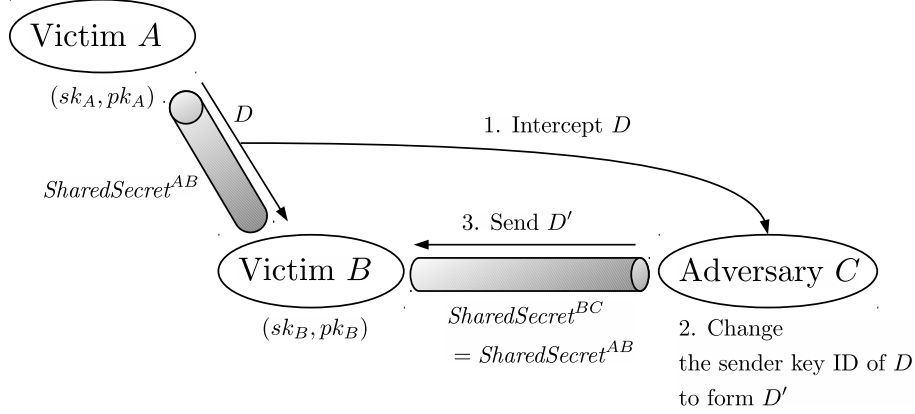 Victim A
(sk_A, pk_A)
D
1. Intercept D
SharedSecret^AB
3. Send D′
Victim B
Adversary C
(sk_B, pk_B)
SharedSecret^BC
= SharedSecret^AB
2. Change
the sender key ID of D
to form D′